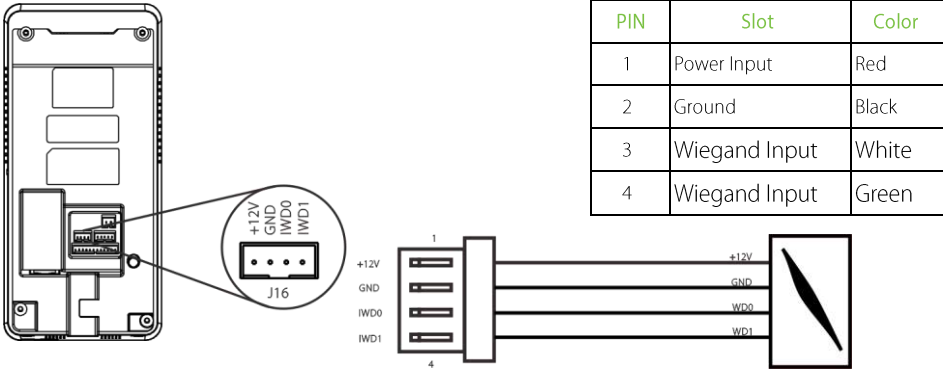 PIN Slot Color
1 Power Input Red
2 Ground Black
3 Wiegand Input White
4 Wiegand Input Green
+12V
GND
IWD0
IWD1
J16
1
+12V
GND
IWD0
IWD1
4
+12V
GND
WD0
WD1